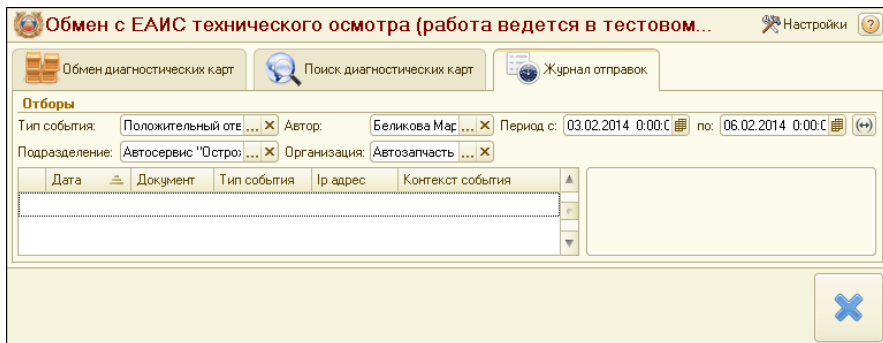 Обмен с ЕАИС технического осмотра (работа ведется в тестовом... Настройки ?
Обмен диагностических карт Поиск диагностических карт Журнал отправок
Отборы
Тип события: Положительный отв ... Автор: Беликова Мар ... Период с: 03.02.2014 0:00:0 по: 06.02.2014 0:00:0
Подразделение: Автосервис "Остро ... Организация: Автозапчасть ...
Дата Документ Тип события Ip адрес Контекст события